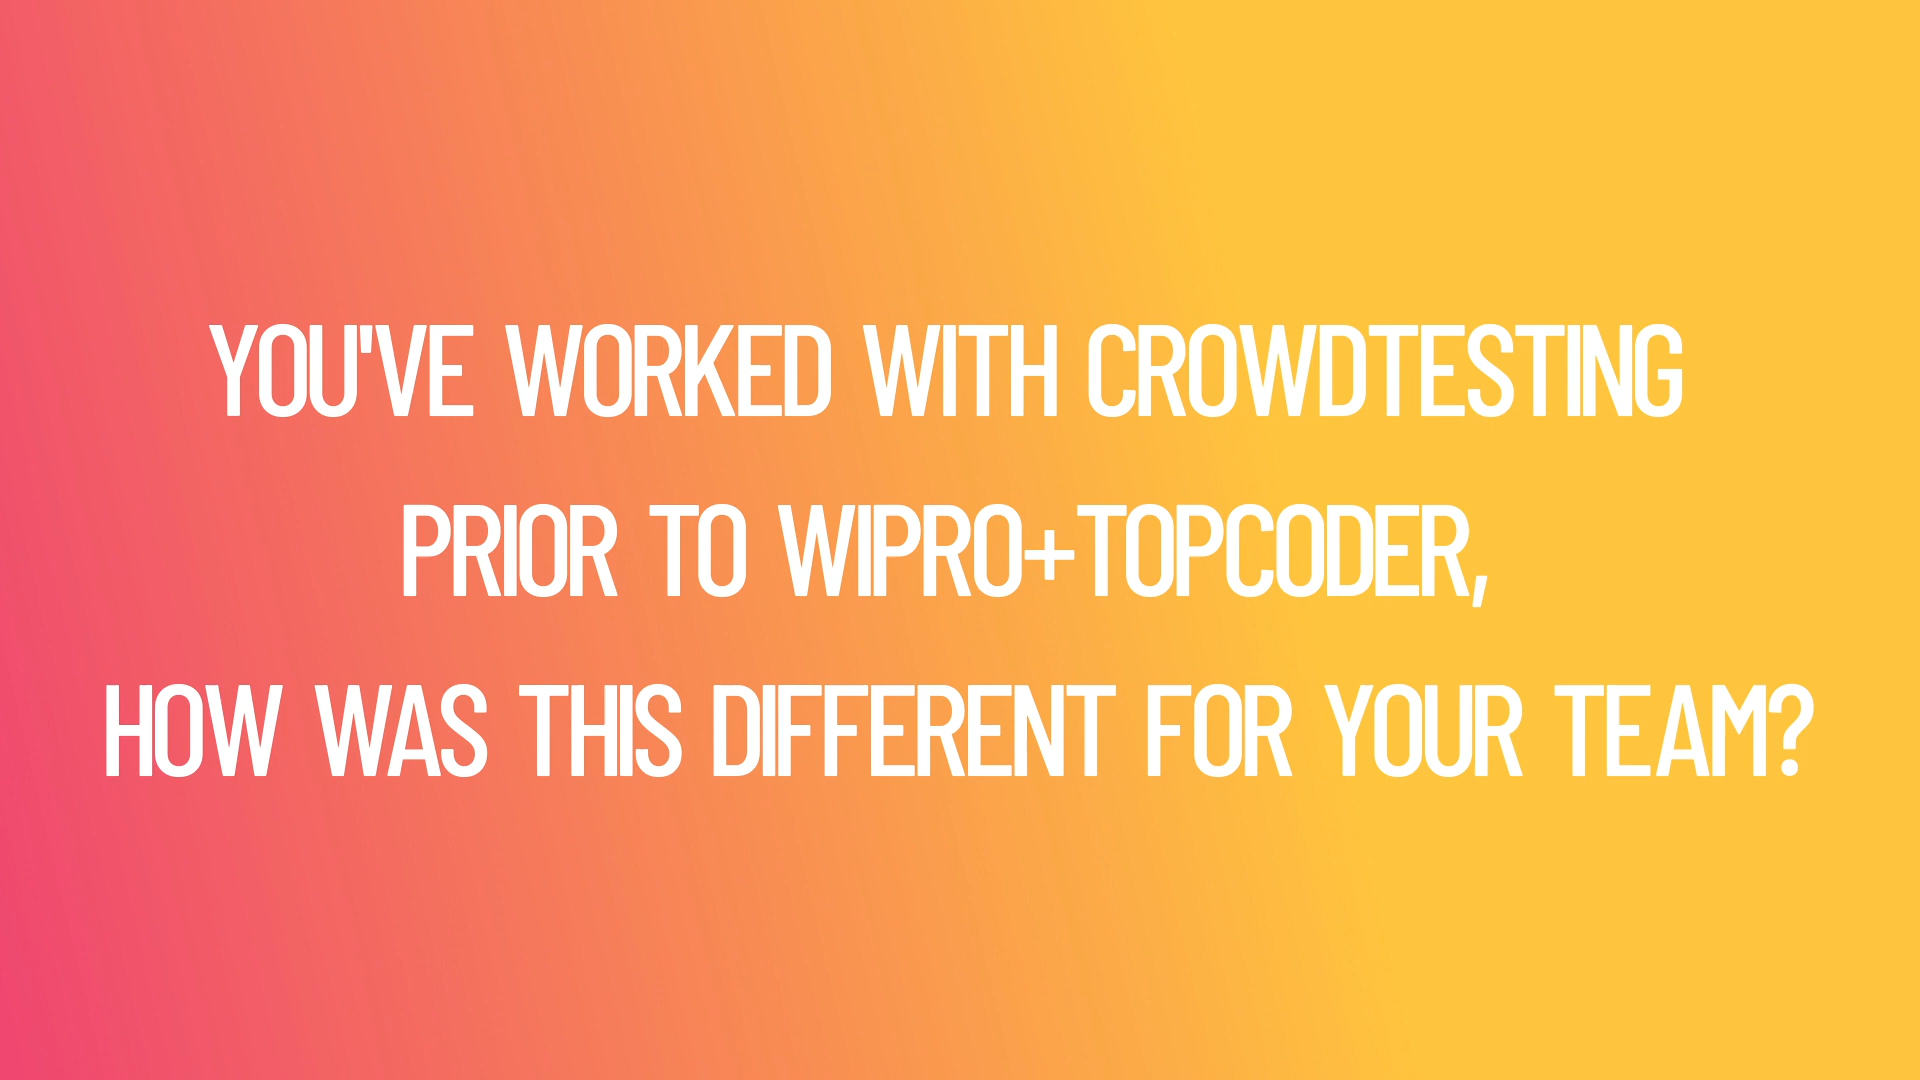 YOU'VE WORKED WITH CROWDTESTING
PRIOR TO WIPRO+TOPCODER,
HOW WAS THIS DIFFERENT FOR YOUR TEAM?